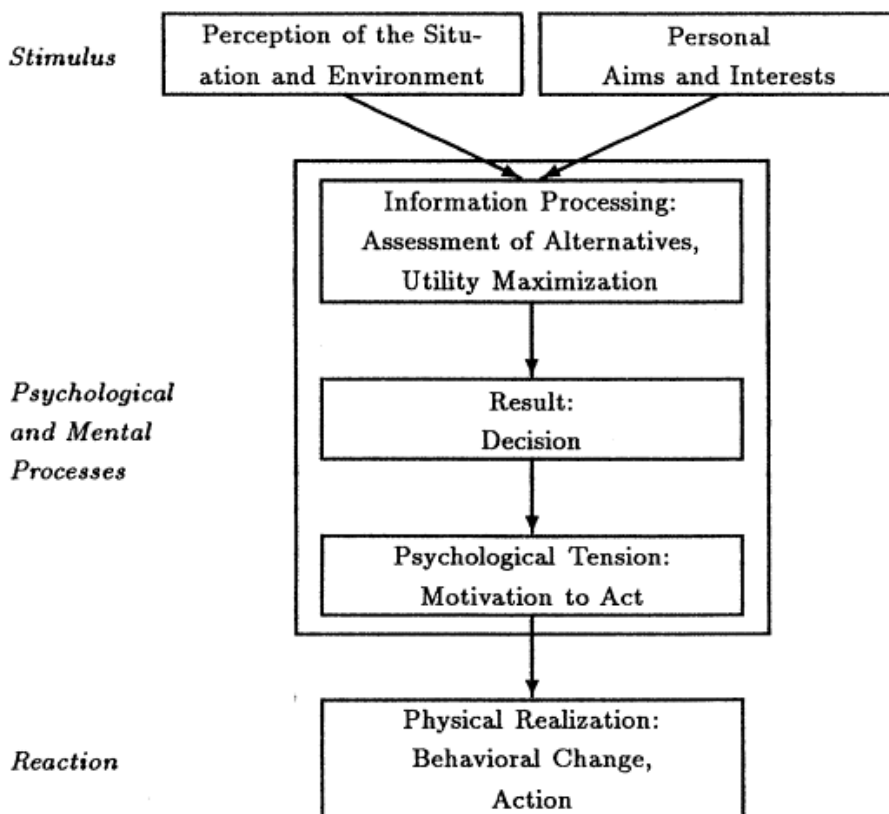 Stimulus
Perception of the Situ-
ation and Environment
Personal
Aims and Interests
Information Processing:
Assessment of Alternatives,
Utility Maximization
Psychological
and Mental
Processes
Result:
Decision
Psychological Tension:
Motivation to Act
Reaction
Physical Realization:
Behavioral Change,
Action